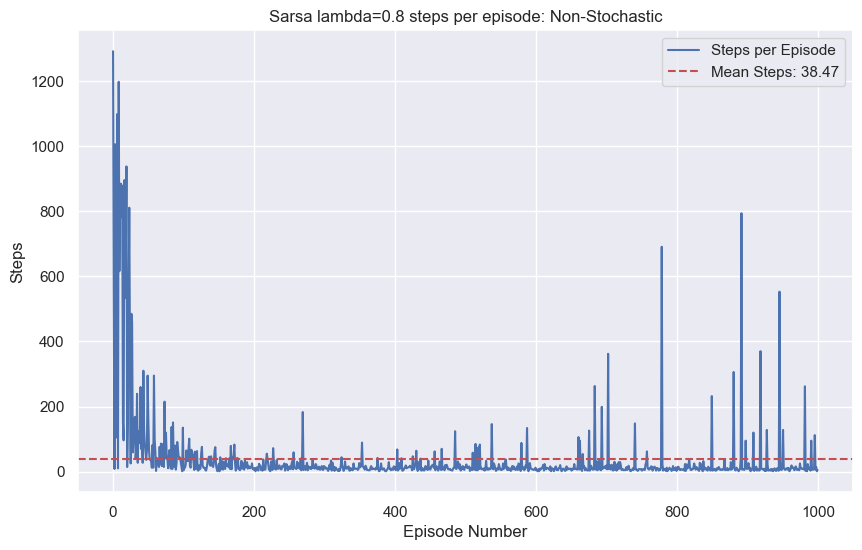 Sarsa lambda=0.8 steps per episode: Non-Stochastic
Steps per Episode
Mean Steps: 38.47
Steps
1200
1000
800
600
400
200
0
0 200 400 600 800 1000
Episode Number